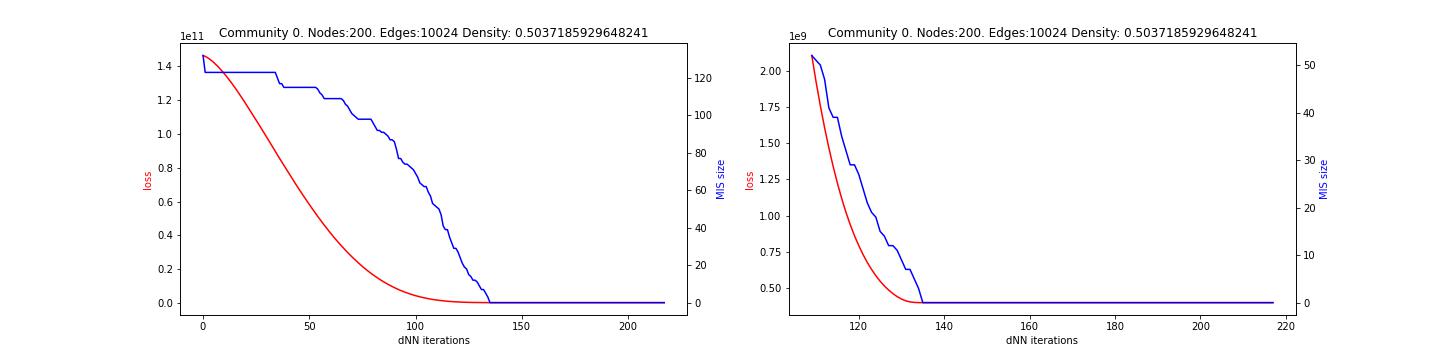 Community 0. Nodes:200. Edges:10024 Density: 0.5037185929648241
1e11
1.4
1.2
1.0
0.8
0.6
0.4
0.2
0.0
loss
120
100
80
60
40
20
0
MIS size
0 50 100 150 200
dNN iterations
Community 0. Nodes:200. Edges:10024 Density: 0.5037185929648241
1e9
2.00
1.75
1.50
1.25
1.00
0.75
0.50
loss
50
40
30
20
10
0
MIS size
120 140 160 180 200 220
dNN iterations